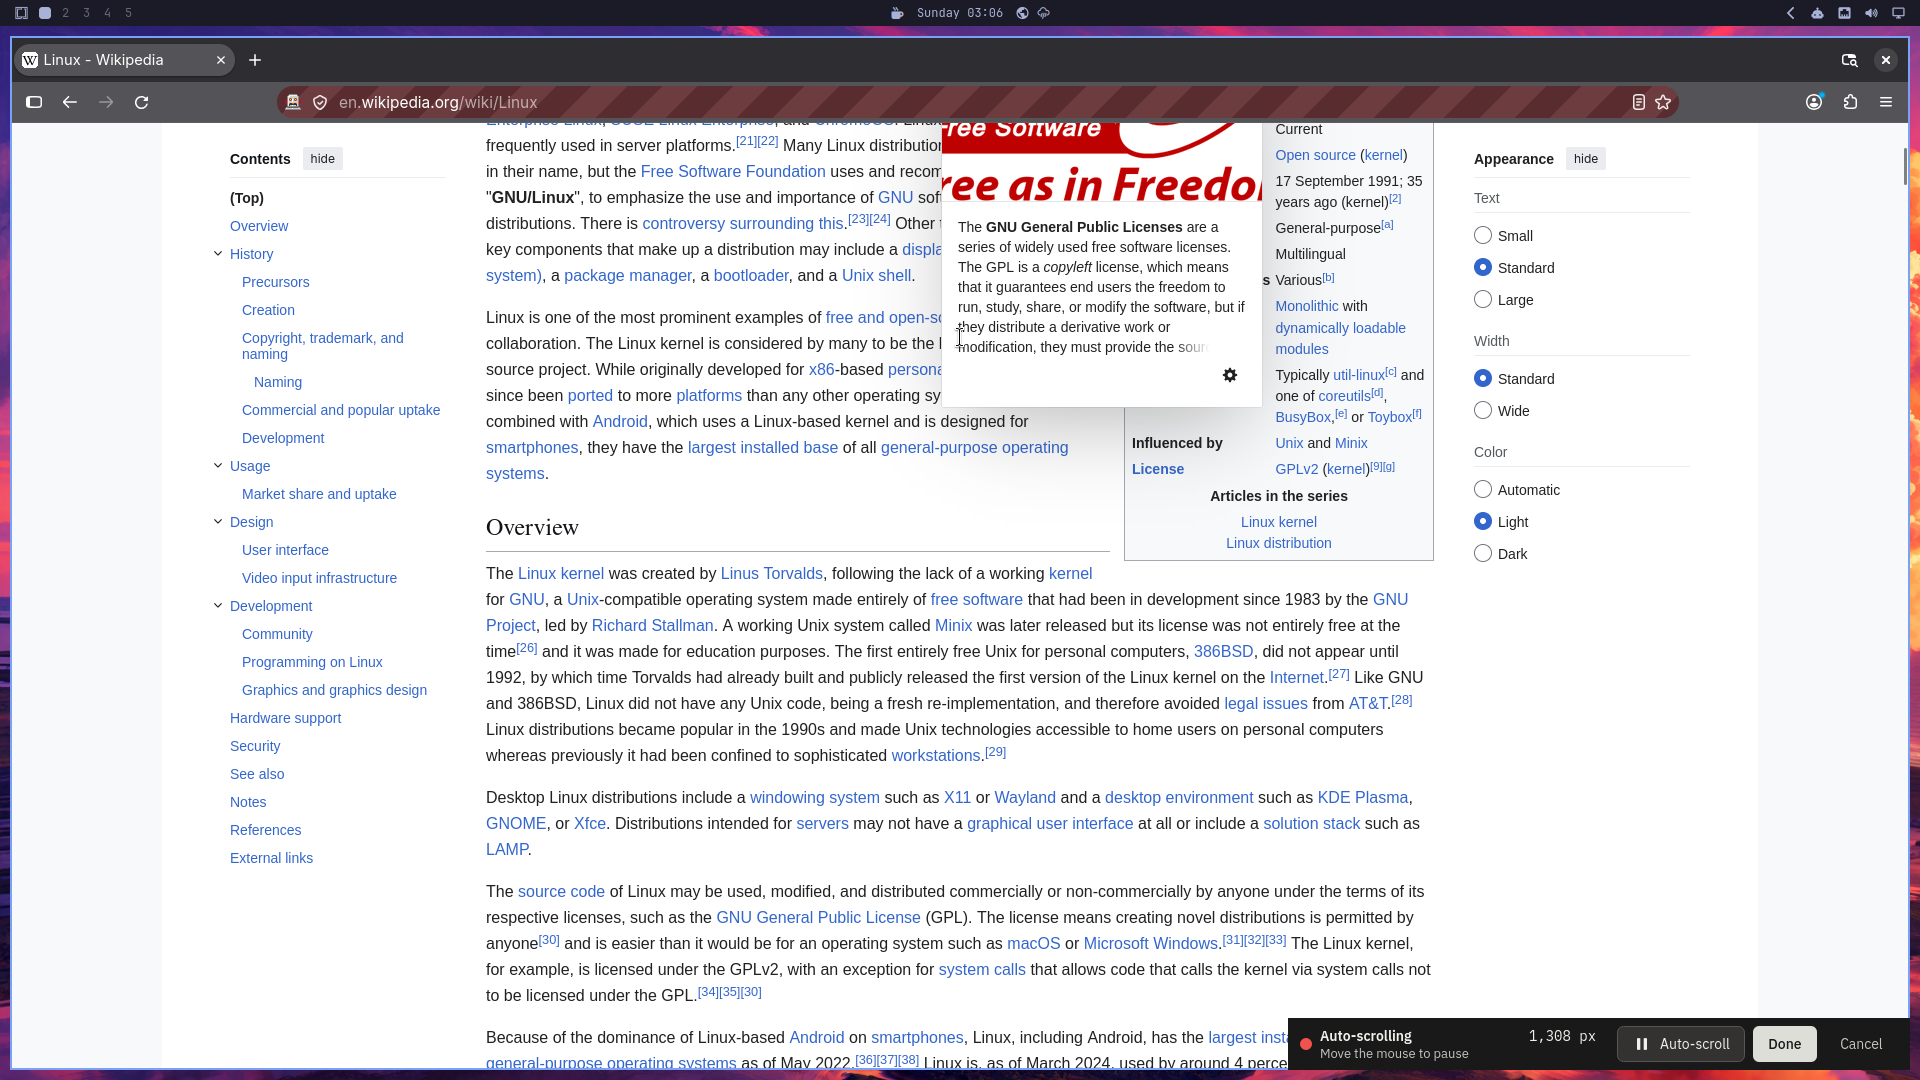 2 3 4 5
Sunday 03:06
Linux - Wikipedia
en.wikipedia.org/wiki/Linux
Contents hide
(Top)
Overview
History
Precursors
Creation
Copyright, trademark, and
naming
Naming
Commercial and popular uptake
Development
Usage
Market share and uptake
Design
User interface
Video input infrastructure
Development
Community
Programming on Linux
Graphics and graphics design
Hardware support
Security
See also
Notes
References
External links
frequently used in server platforms.[21][22] Many Linux distribution
in their name, but the Free Software Foundation uses and recom
"GNU/Linux", to emphasize the use and importance of GNU sof
distributions. There is controversy surrounding this.[23][24] Other
key components that make up a distribution may include a displa
system), a package manager, a bootloader, and a Unix shell.
Linux is one of the most prominent examples of free and open-so
collaboration. The Linux kernel is considered by many to be the l
source project. While originally developed for x86-based persona
since been ported to more platforms than any other operating sy
combined with Android, which uses a Linux-based kernel and is designed for
smartphones, they have the largest installed base of all general-purpose operating
systems.
Free Software
ree as in Freedo
The GNU General Public Licenses are a
series of widely used free software licenses.
The GPL is a copyleft license, which means
that it guarantees end users the freedom to
run, study, share, or modify the software, but if
they distribute a derivative work or
modification, they must provide the sourc
Current
Open source (kernel)
17 September 1991; 35
years ago (kernel)[2]
General-purpose[a]
Multilingual
s Various[b]
Monolithic with
dynamically loadable
modules
Typically util-linux[c] and
one of coreutils[d],
BusyBox,[e] or Toybox[f]
Influenced by Unix and Minix
License GPLv2 (kernel)[9][g]
Articles in the series
Linux kernel
Linux distribution
Overview
The Linux kernel was created by Linus Torvalds, following the lack of a working kernel
for GNU, a Unix-compatible operating system made entirely of free software that had been in development since 1983 by the GNU
Project, led by Richard Stallman. A working Unix system called Minix was later released but its license was not entirely free at the
time[26] and it was made for education purposes. The first entirely free Unix for personal computers, 386BSD, did not appear until
1992, by which time Torvalds had already built and publicly released the first version of the Linux kernel on the Internet.[27] Like GNU
and 386BSD, Linux did not have any Unix code, being a fresh re-implementation, and therefore avoided legal issues from AT&T.[28]
Linux distributions became popular in the 1990s and made Unix technologies accessible to home users on personal computers
whereas previously it had been confined to sophisticated workstations.[29]
Desktop Linux distributions include a windowing system such as X11 or Wayland and a desktop environment such as KDE Plasma,
GNOME, or Xfce. Distributions intended for servers may not have a graphical user interface at all or include a solution stack such as
LAMP.
The source code of Linux may be used, modified, and distributed commercially or non-commercially by anyone under the terms of its
respective licenses, such as the GNU General Public License (GPL). The license means creating novel distributions is permitted by
anyone[30] and is easier than it would be for an operating system such as macOS or Microsoft Windows.[31][32][33] The Linux kernel,
for example, is licensed under the GPLv2, with an exception for system calls that allows code that calls the kernel via system calls not
to be licensed under the GPL.[34][35][30]
Because of the dominance of Linux-based Android on smartphones, Linux, including Android, has the largest insta
general-purpose operating systems as of May 2022.[36][37][38] Linux is, as of March 2024, used by around 4 perce
Appearance hide
Text
Small
Standard
Large
Width
Standard
Wide
Color
Automatic
Light
Dark
Auto-scrolling
Move the mouse to pause
1,308 px
Auto-scroll
Done
Cancel